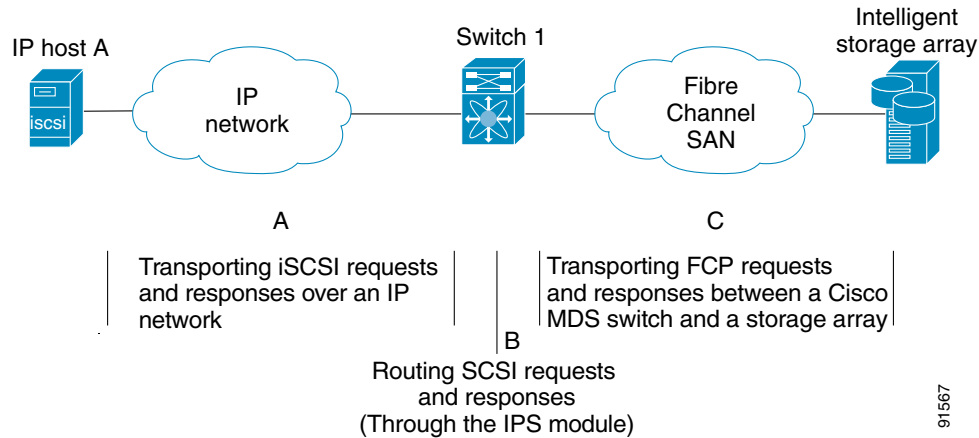 IP host A
Switch 1
Intelligent
storage array
iscsi
IP
network
Fibre
Channel
SAN
A
C
Transporting iSCSI requests
and responses over an IP
network
Transporting FCP requests
and responses between a Cisco
MDS switch and a storage array
B
Routing SCSI requests
and responses
(Through the IPS module)
91567